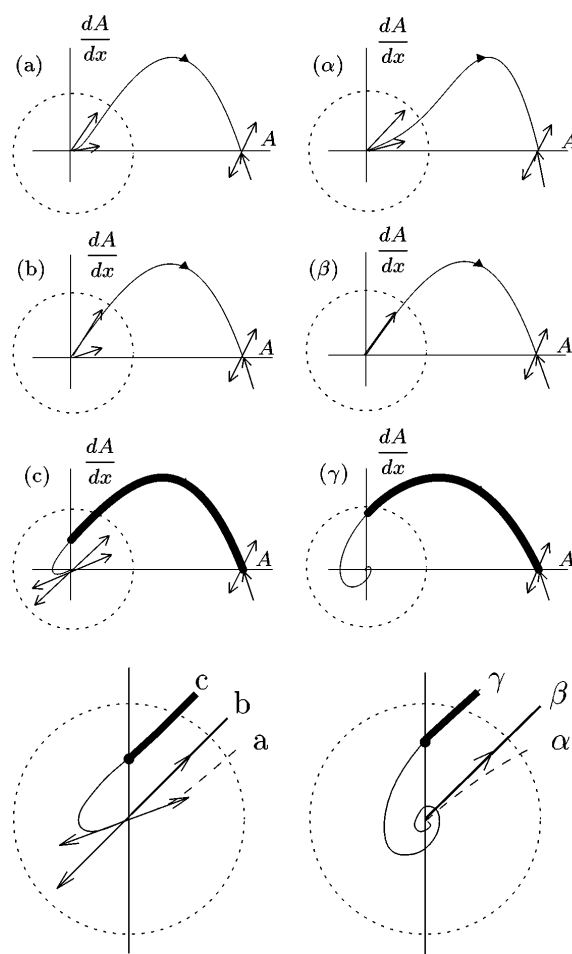 (a) dA/dx A
(α) dA/dx A
(b) dA/dx A
(β) dA/dx A
(c) dA/dx A
(γ) dA/dx A
c
b
a
γ
β
α